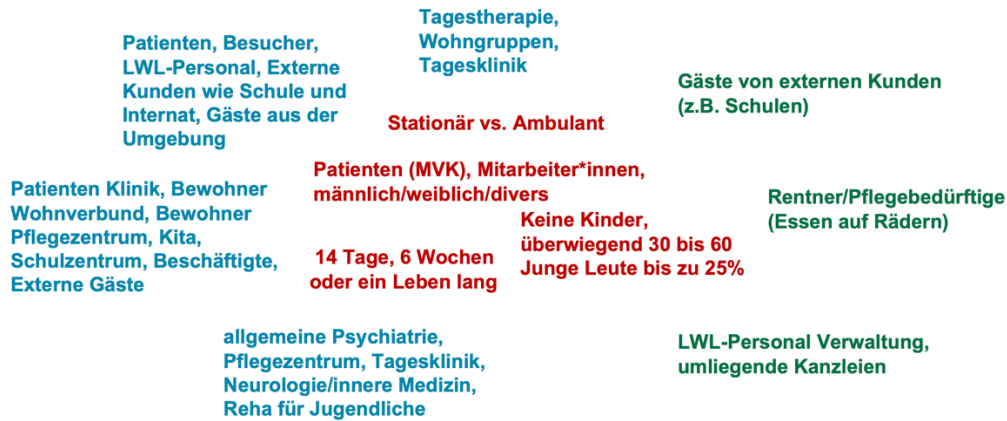 Tagestherapie,
Wohngruppen,
Tagesklinik
Patienten, Besucher,
LWL-Personal, Externe
Kunden wie Schule und
Internat, Gäste aus der
Umgebung
Gäste von externen Kunden
(z.B. Schulen)
Stationär vs. Ambulant
Patienten (MVK), Mitarbeiter*innen,
männlich/weiblich/divers
Patienten Klinik, Bewohner
Wohnverbund, Bewohner
Pflegezentrum, Kita,
Schulzentrum, Beschäftigte,
Externe Gäste
Keine Kinder,
überwiegend 30 bis 60
Junge Leute bis zu 25%
14 Tage, 6 Wochen
oder ein Leben lang
Rentner/Pflegebedürftige
(Essen auf Rädern)
allgemeine Psychiatrie,
Pflegezentrum, Tagesklinik,
Neurologie/innere Medizin,
Reha für Jugendliche
LWL-Personal Verwaltung,
umliegende Kanzleien